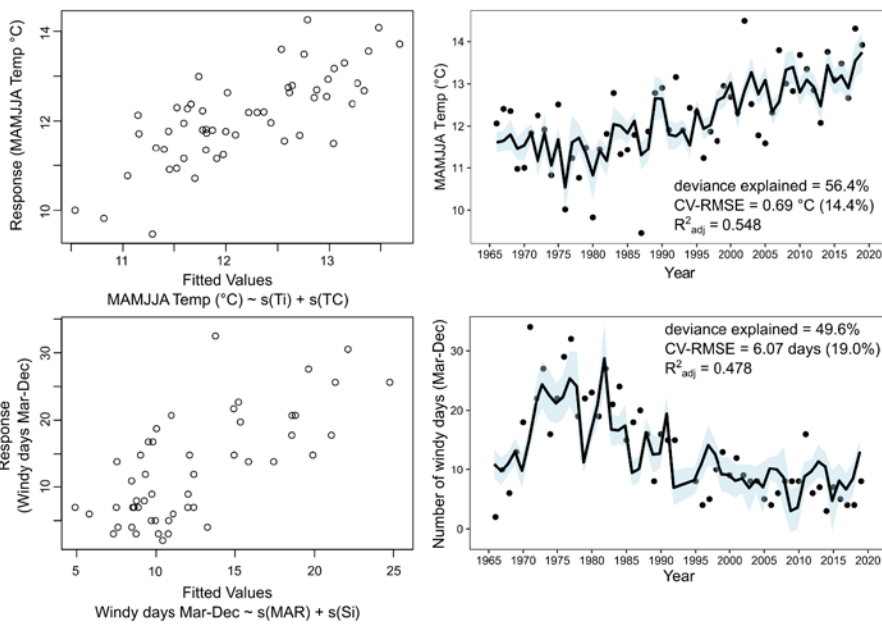 Response (MAMJJA Temp °C)
14
12
10
11
12
13
Fitted Values
MAMJJA Temp (°C) ~ s(Ti) + s(TC)
MAMJJA Temp (°C)
14
13
12
11
10
deviance explained = 56.4%
CV-RMSE = 0.69 °C (14.4%)
R²adj = 0.548
1965 1970 1975 1980 1985 1990 1995 2000 2005 2010 2015 2020
Year
Response
(Windy days Mar-Dec)
30
20
10
5
10
15
20
25
Fitted Values
Windy days Mar-Dec ~ s(MAR) + s(Si)
Number of windy days (Mar-Dec)
30
20
10
0
deviance explained = 49.6%
CV-RMSE = 6.07 days (19.0%)
R²adj = 0.478
1965 1970 1975 1980 1985 1990 1995 2000 2005 2010 2015 2020
Year